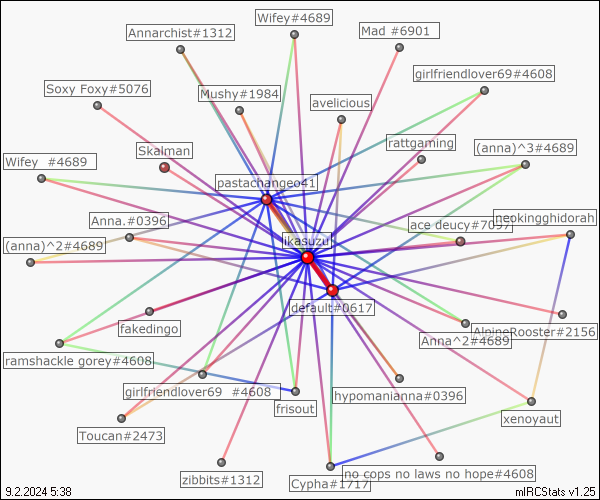 Wifey#4689
Annarchist#1312
Mad #6901
girlfriendlover69#4608
Soxy Foxy#5076
Mushy#1984
avelicious
rattgaming
(anna)^3#4689
Skalman
Wifey  #4689
pastachangeo41
Anna.#0396
neokingghidorah
ace deucy#7097
(anna)^2#4689
ikasuzu
default#0617
fakedingo
AlpineRooster#2156
Anna^2#4689
ramshackle gorey#4608
girlfriendlover69  #4608
hypomanianna#0396
frisout
xenoyaut
Toucan#2473
zibbits#1312
Cypha#1717
no cops no laws no hope#4608
9.2.2024 5:38
mIRCStats v1.25